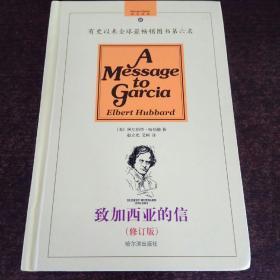 有史以来全球最畅销图书第六名
A
Message
to
Garcia
Elbert Hubbard
致加西亚的信
(修订版)
哈尔滨出版社